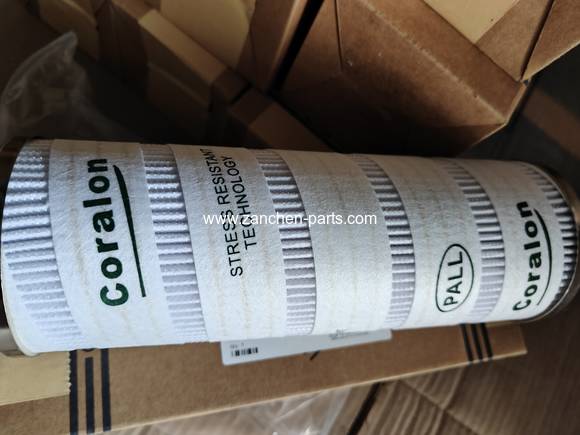 Coralon
STRESS RESISTANT
TECHNOLOGY
PALL
Coralon
www.zanchen-parts.com